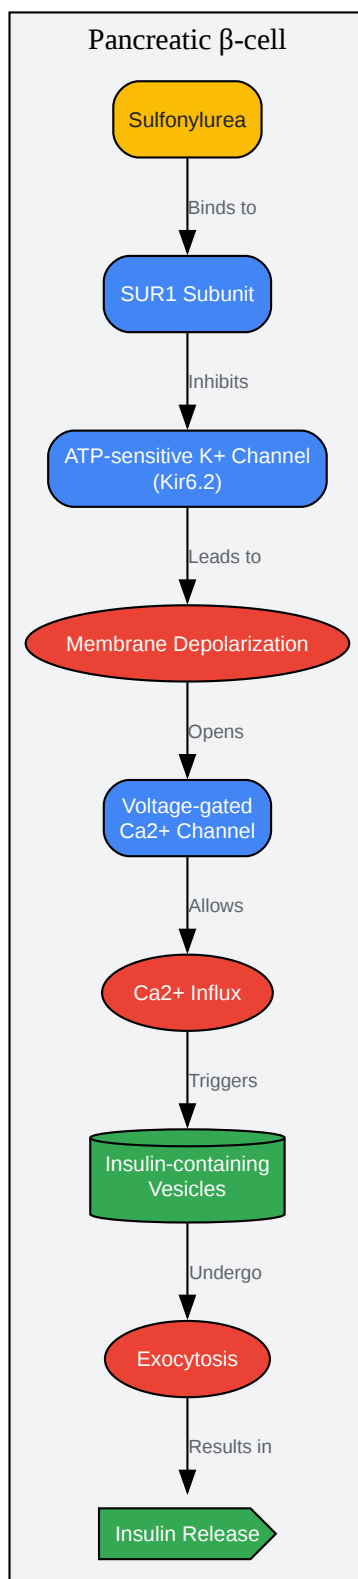 Pancreatic β-cell
Sulfonylurea
Binds to
SUR1 Subunit
Inhibits
ATP-sensitive K+ Channel
(Kir6.2)
Leads to
Membrane Depolarization
Opens
Voltage-gated
Ca2+ Channel
Allows
Ca2+ Influx
Triggers
Insulin-containing
Vesicles
Undergo
Exocytosis
Results in
Insulin Release